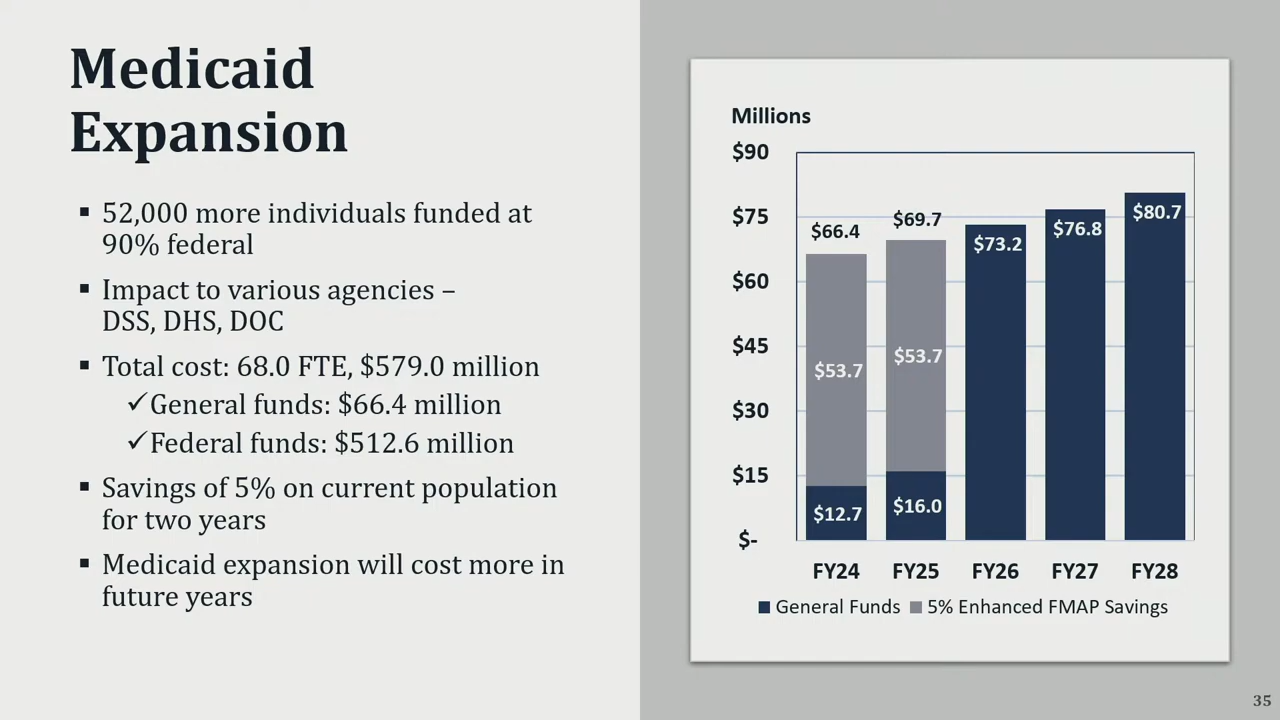 Medicaid
Expansion
▪ 52,000 more individuals funded at
90% federal
▪ Impact to various agencies –
DSS, DHS, DOC
▪ Total cost: 68.0 FTE, $579.0 million
✓General funds: $66.4 million
✓Federal funds: $512.6 million
▪ Savings of 5% on current population
for two years
▪ Medicaid expansion will cost more in
future years
Millions
$90
$75
$60
$45
$30
$15
$-
$66.4
$69.7
$73.2
$76.8
$80.7
$53.7
$53.7
$12.7
$16.0
FY24 FY25 FY26 FY27 FY28
General Funds 5% Enhanced FMAP Savings
35